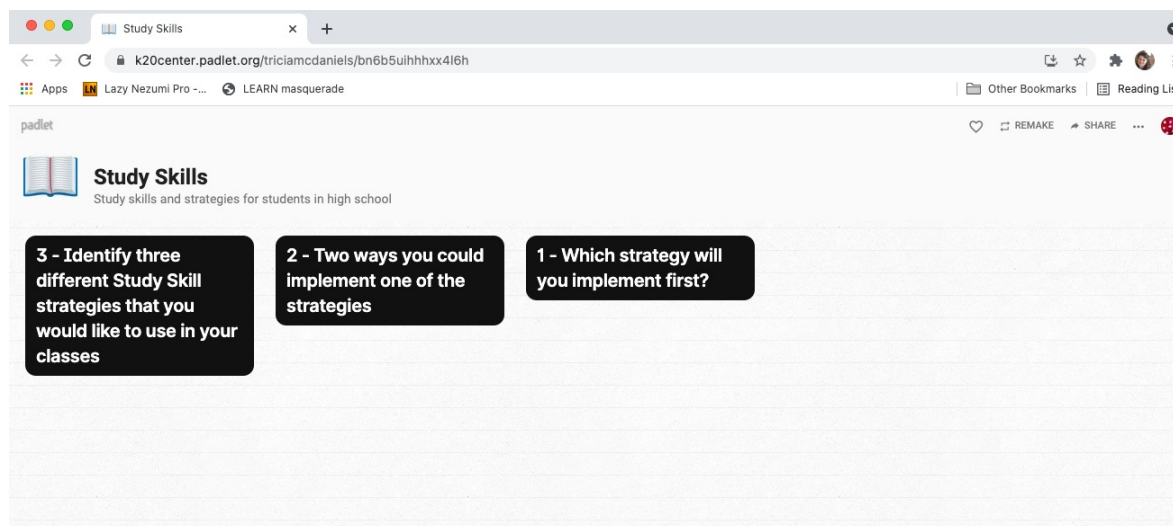 Study Skills
k20center.padlet.org/triciamcdaniels/bn6b5uihhhxx4l6h
Apps
LN
Lazy Nezumi Pro -...
LEARN masquerade
Other Bookmarks
Reading Lis
padlet
REMAKE
SHARE
Study Skills
Study skills and strategies for students in high school
3 - Identify three
different Study Skill
strategies that you
would like to use in your
classes
2 - Two ways you could
implement one of the
strategies
1 - Which strategy will
you implement first?